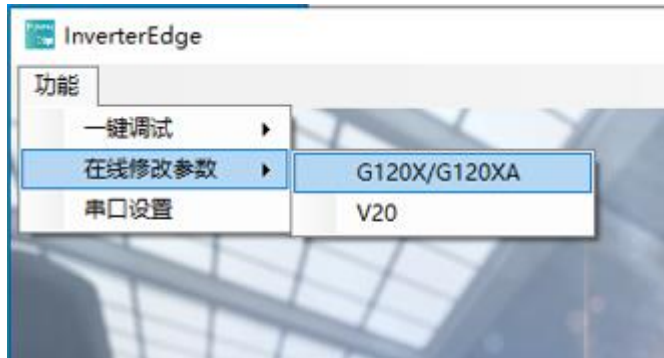 InverterEdge
功能
一键调试
在线修改参数
G120X/G120XA
串口设置
V20